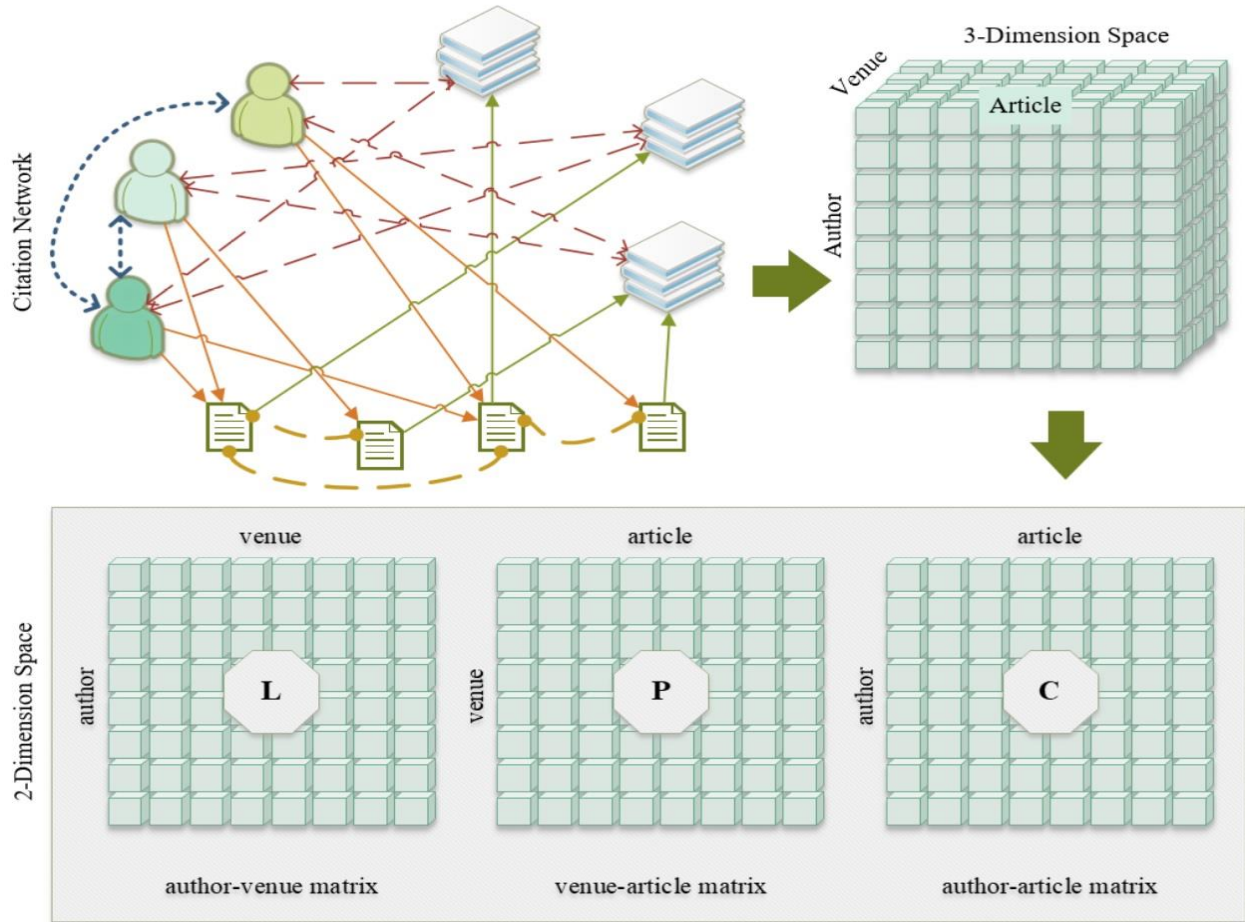 Citation Network
3-Dimension Space
Venue
Article
Author
2-Dimension Space
venue
author
L
author-venue matrix
article
venue
P
venue-article matrix
article
author
C
author-article matrix